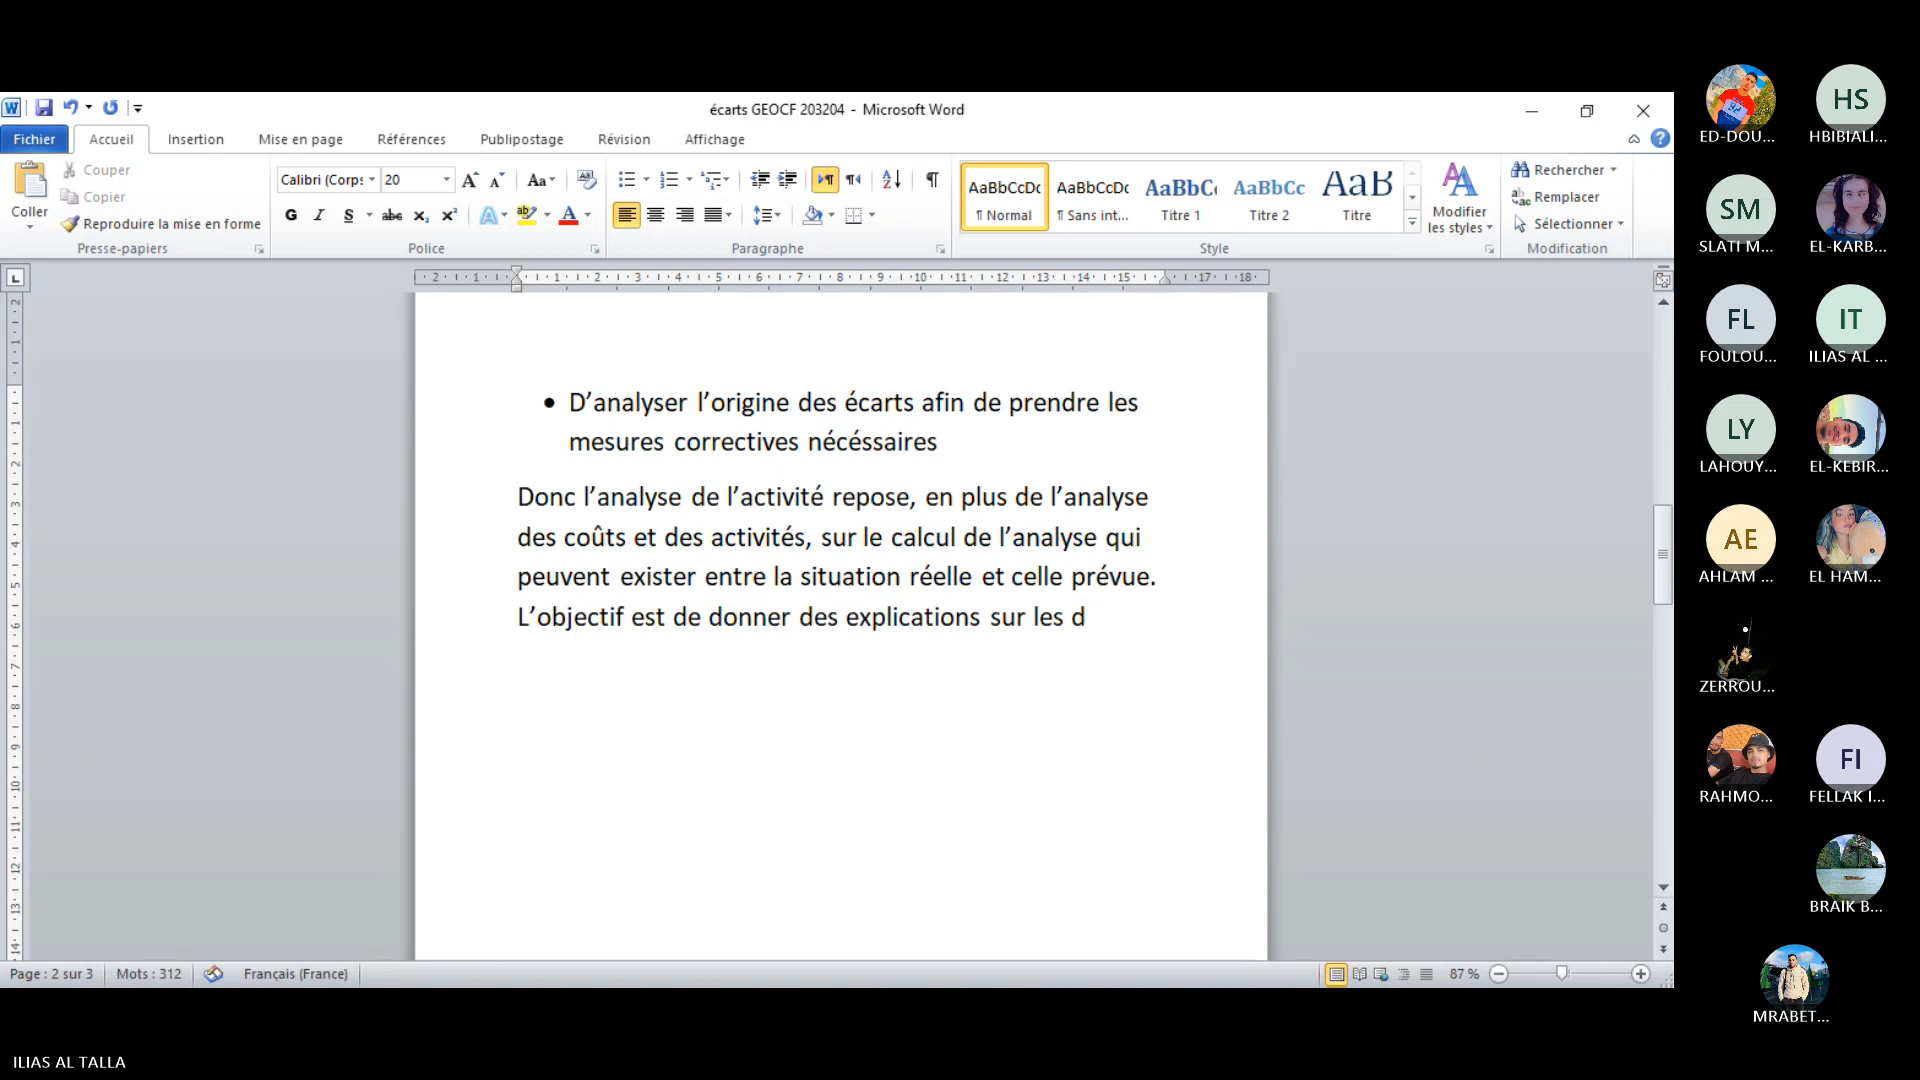 écarts GEOCF 203204 - Microsoft Word
Fichier Accueil Insertion Mise en page Références Publipostage Révision Affichage
Coller
Couper
Copier
Reproduire la mise en forme
Presse-papiers
Calibri (Corps 20
G I S abc x₂ x²
Police
Paragraphe
AaBbCcDc AaBbCcDc AaBbC AaBbCc AaB
¶ Normal ¶ Sans int... Titre 1 Titre 2 Titre
Modifier
les styles
Style
Rechercher
Remplacer
Sélectionner
Modification
D’analyser l’origine des écarts afin de prendre les
mesures correctives nécéssaires
Donc l’analyse de l’activité repose, en plus de l’analyse
des coûts et des activités, sur le calcul de l’analyse qui
peuvent exister entre la situation réelle et celle prévue.
L’objectif est de donner des explications sur les d
Page : 2 sur 3 Mots : 312 Français (France) 87 %
ED-DOU... HS HBIBIALI...
SM SLATI M... EL-KARB...
FL FOULOU... IT ILIAS AL ...
LY LAHOUY... EL-KEBIR...
AE AHLAM ... EL HAM...
ZERROU...
RAHMO... FI FELLAK I...
BRAIK B...
MRABET...
ILIAS AL TALLA